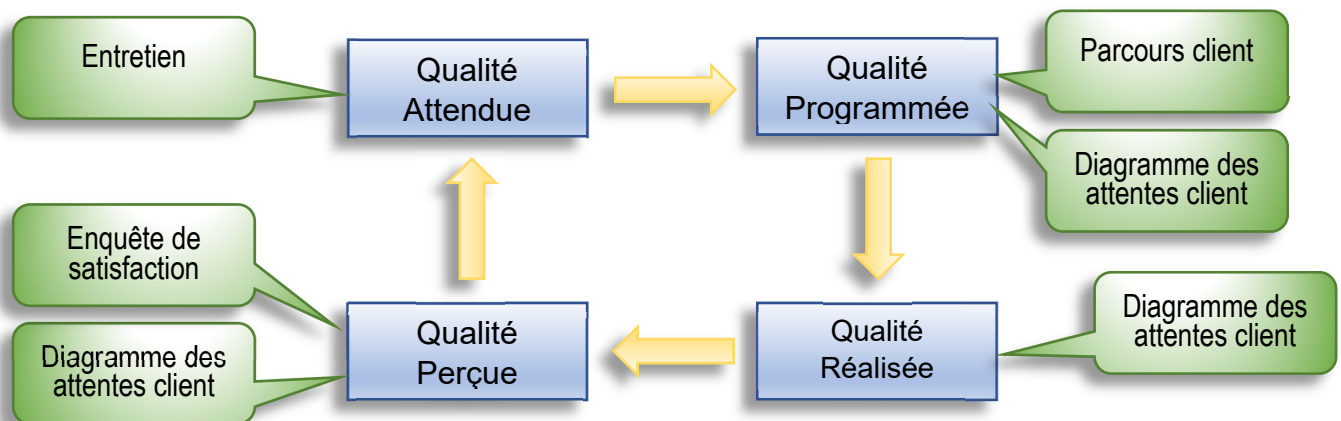 Entretien
Qualité
Attendue
Qualité
Programmée
Parcours client
Diagramme des
attentes client
Enquête de
satisfaction
Diagramme des
attentes client
Qualité
Perçue
Qualité
Réalisée
Diagramme des
attentes client